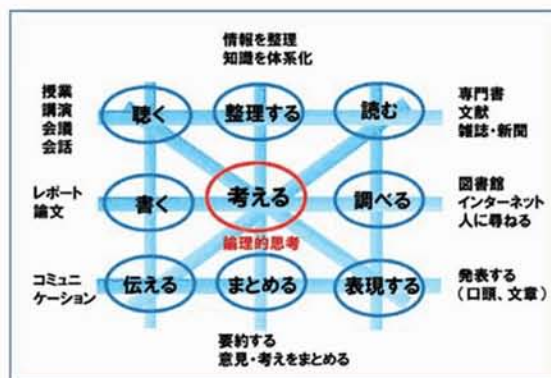 情報を整理
知識を体系化
授業
講演
会議
会話
聴く
整理する
読む
専門書
文献
雑誌・新聞
レポート
論文
書く
考える
論理的思考
調べる
図書館
インターネット
人に尋ねる
コミュニ
ケーション
伝える
まとめる
表現する
発表する
（口頭、文章）
要約する
意見・考えをまとめる